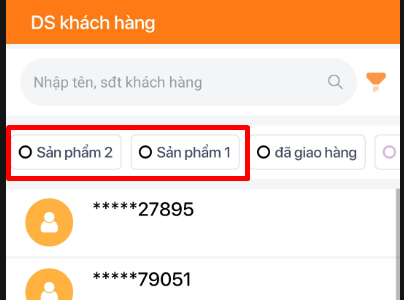 DS khách hàng
Nhập tên, sđt khách hàng
Sản phẩm 2 Sản phẩm 1 đã giao hàng
*****27895
*****79051